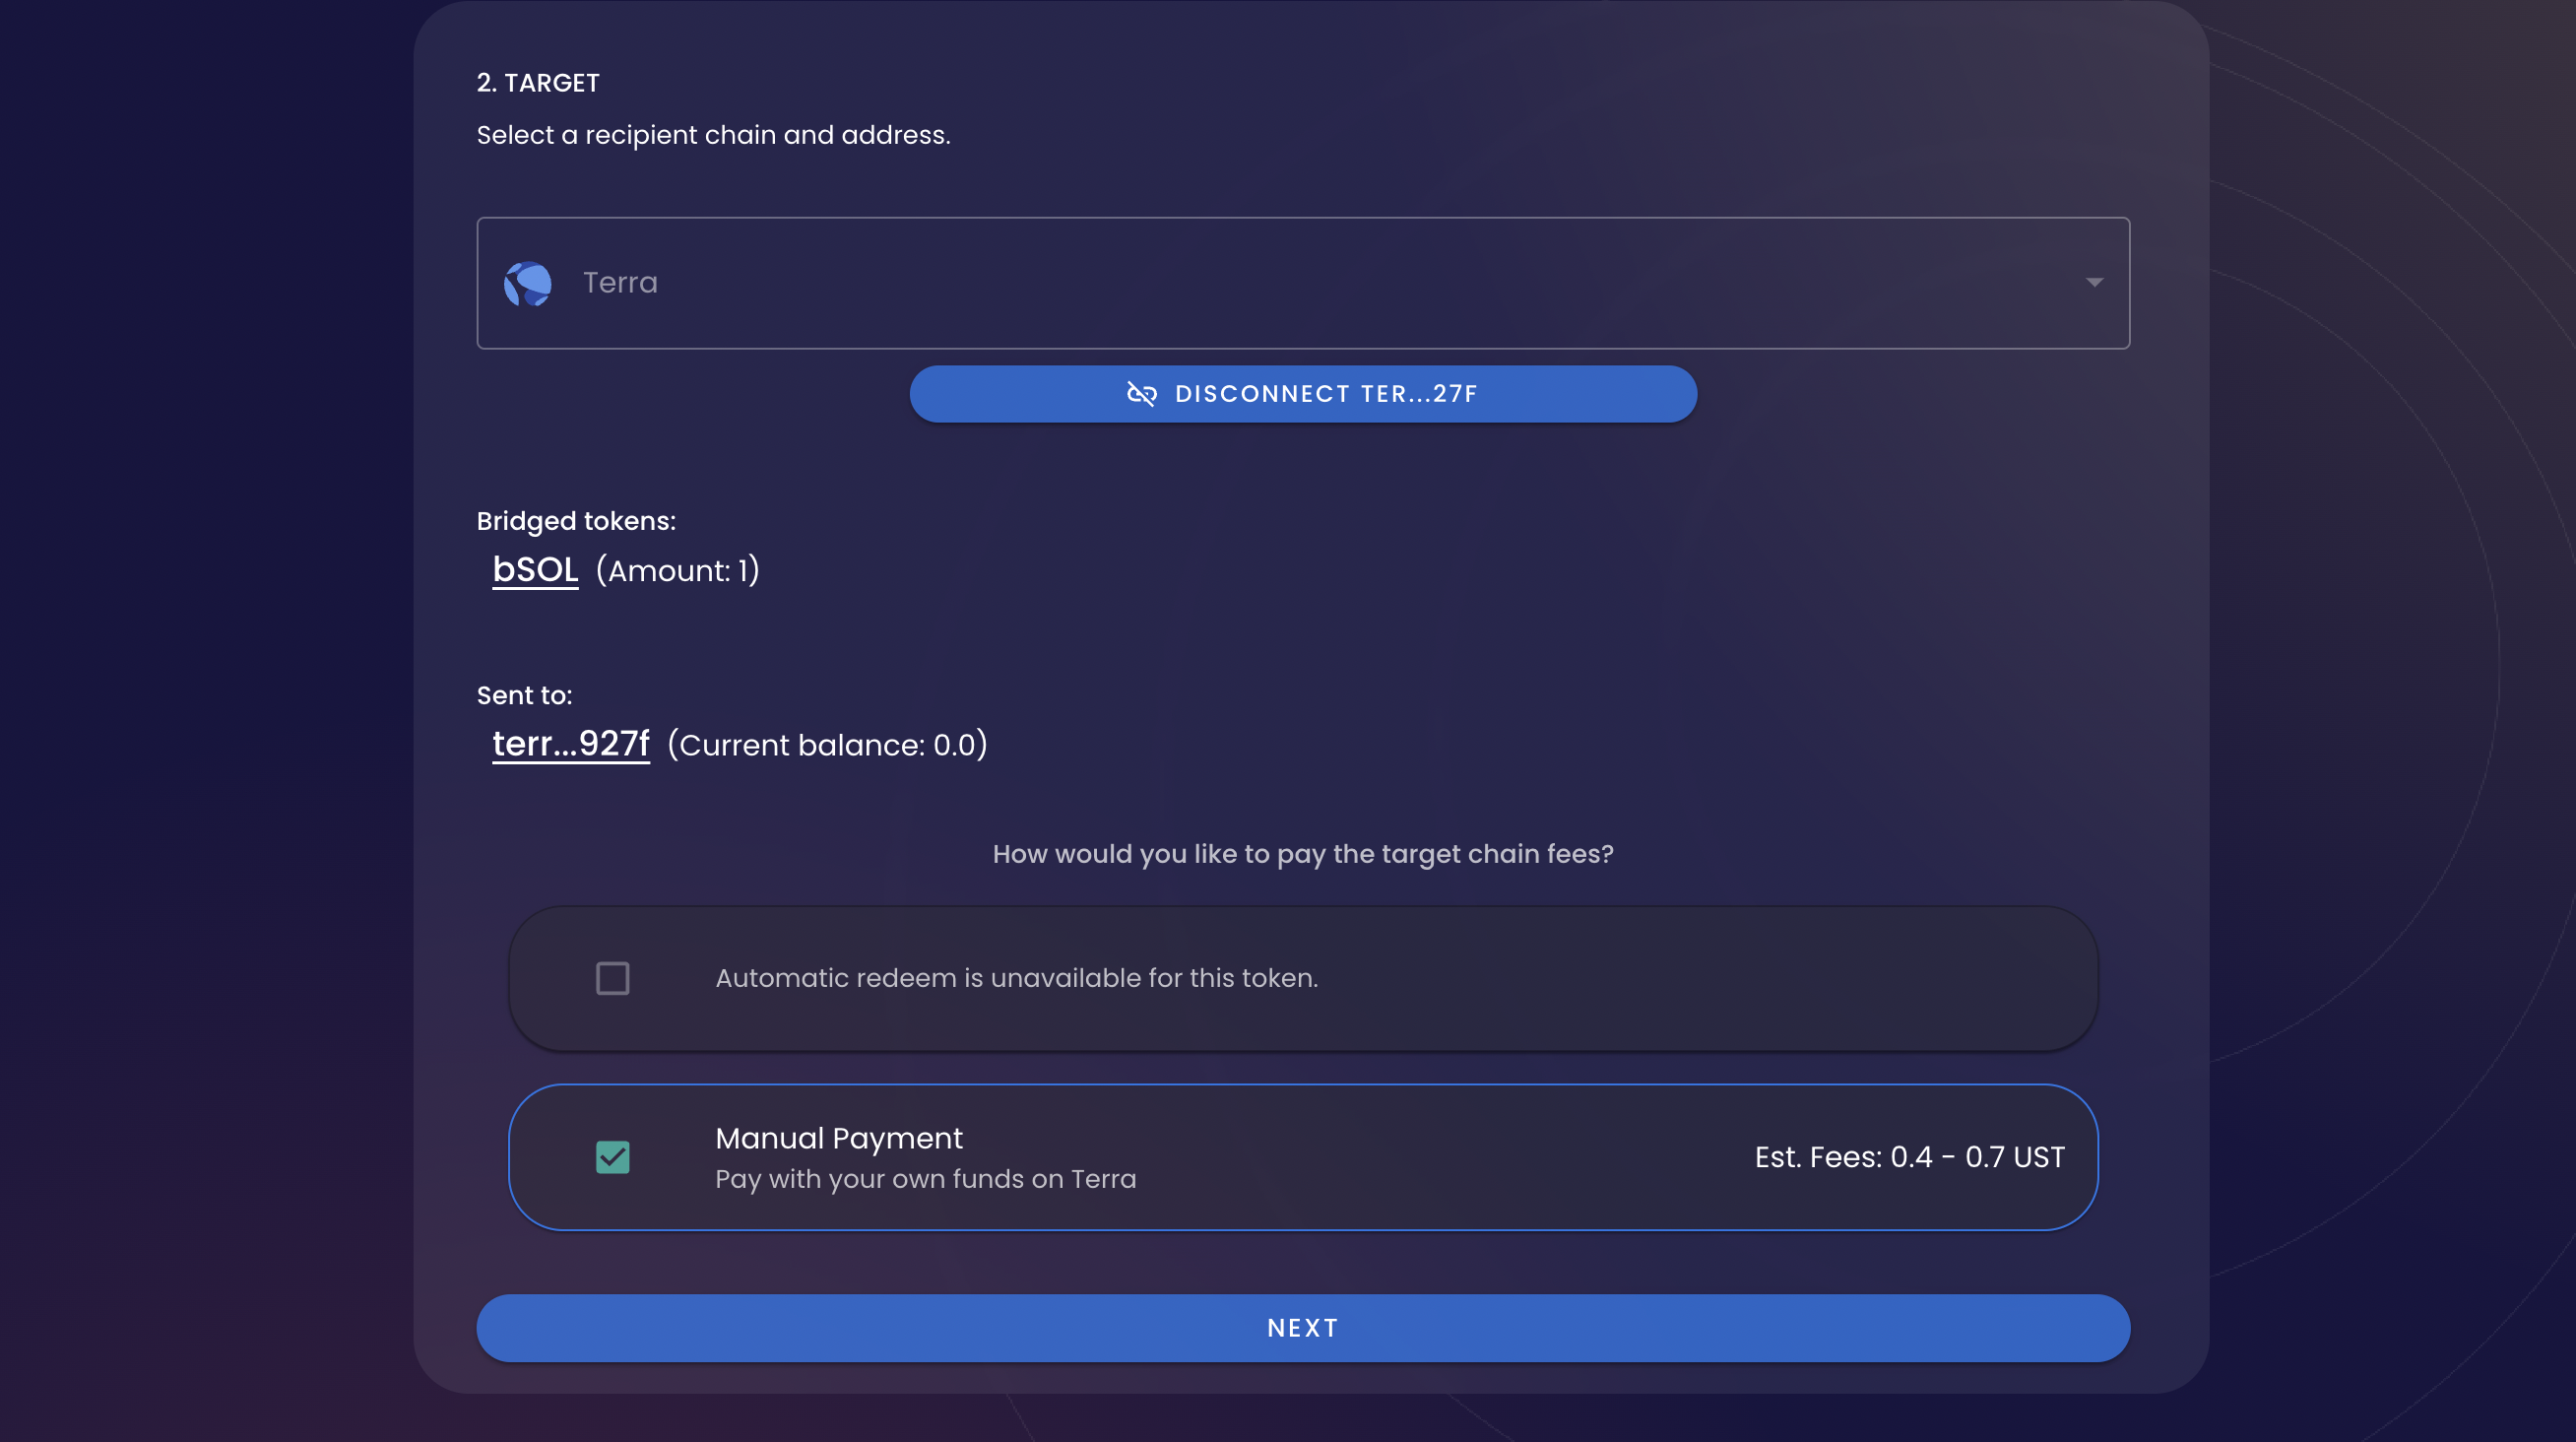 2. TARGET
Select a recipient chain and address.
Terra
DISCONNECT TER...27F
Bridged tokens:
bSOL (Amount: 1)
Sent to:
terr...927f (Current balance: 0.0)
How would you like to pay the target chain fees?
Automatic redeem is unavailable for this token.
Manual Payment
Pay with your own funds on Terra
Est. Fees: 0.4 - 0.7 UST
NEXT